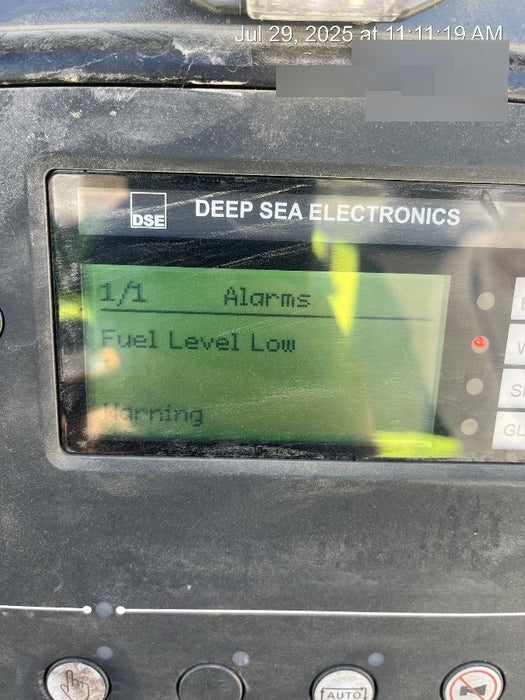 Jul 29, 2025 at 11:11:19 AM
DSE
DEEP SEA ELECTRONICS
1/1 Alarms
Fuel Level Low
Warning
W
S
GL
AUTO